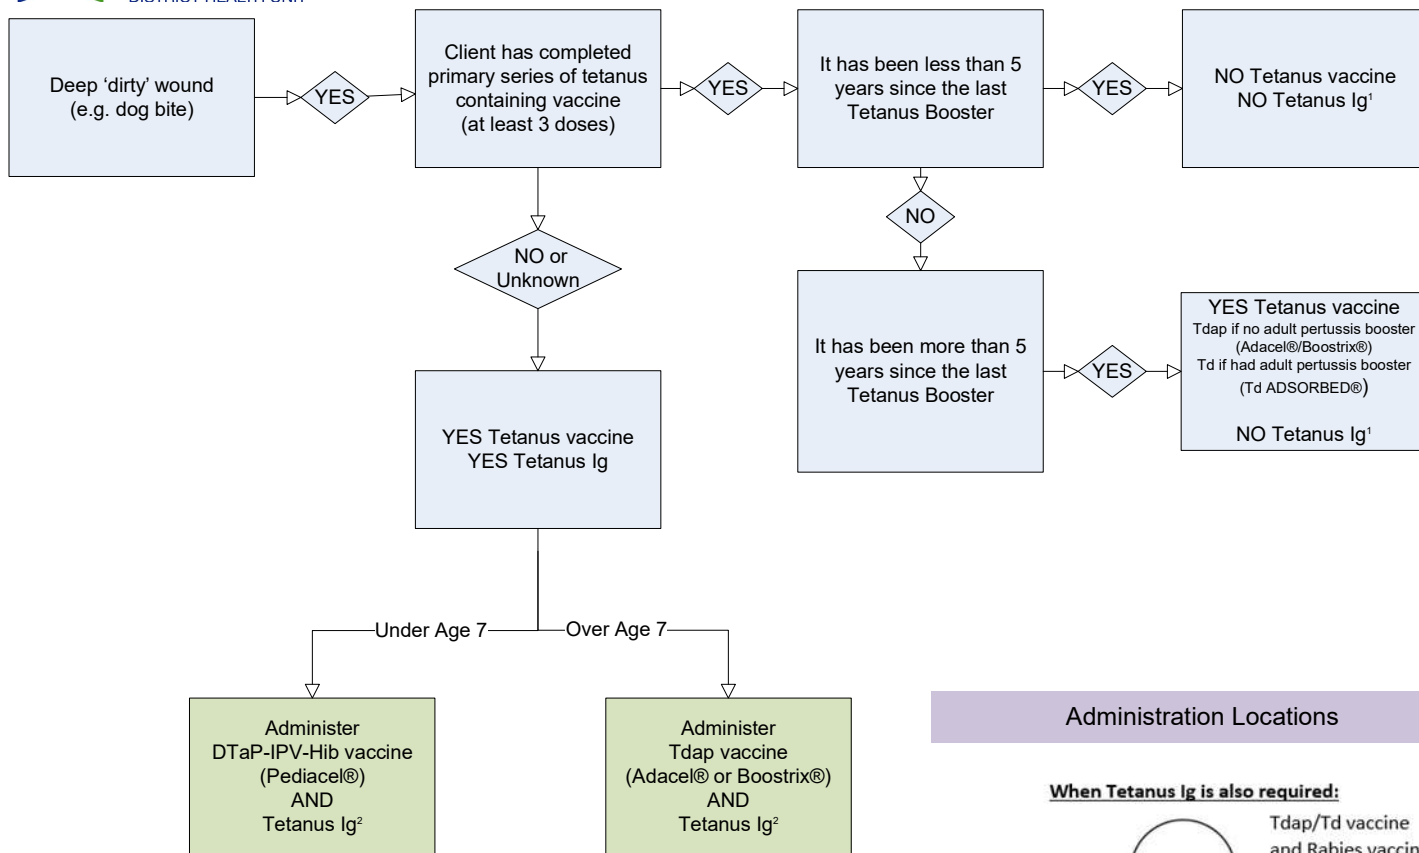 DISTRICT HEALTH UNIT
Deep ‘dirty’ wound
(e.g. dog bite)
YES
Client has completed
primary series of tetanus
containing vaccine
(at least 3 doses)
YES
It has been less than 5
years since the last
Tetanus Booster
YES
NO Tetanus vaccine
NO Tetanus Ig¹
NO or
Unknown
NO
It has been more than 5
years since the last
Tetanus Booster
YES
YES Tetanus vaccine
Tdap if no adult pertussis booster
(Adacel®/Boostrix®)
Td if had adult pertussis booster
(Td ADSORBED®)
NO Tetanus Ig¹
YES Tetanus vaccine
YES Tetanus Ig
Under Age 7
Over Age 7
Administer
DTaP-IPV-Hib vaccine
(Pediacel®)
AND
Tetanus Ig²
Administer
Tdap vaccine
(Adacel® or Boostrix®)
AND
Tetanus Ig²
Administration Locations
When Tetanus Ig is also required:
Tdap/Td vaccine
and Rabies vaccin